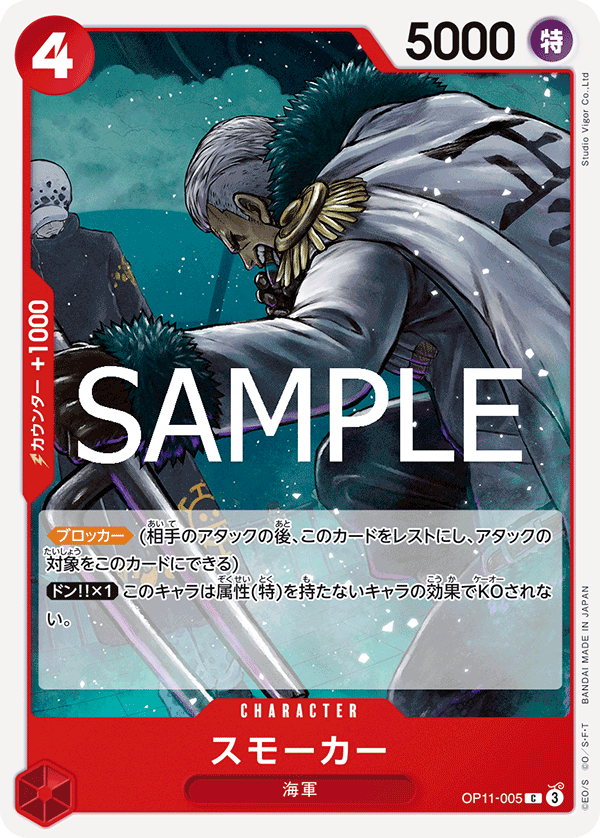 4
5000 特
Studio Vigor Co.,Ltd
カウンター +1000
SAMPLE
ブロッカー (相手のアタックの後、このカードをレストにし、アタックの
対象をこのカードにできる)
ドン!!×1 このキャラは属性(特)を持たないキャラの効果でKOされな
い。
CHARACTER
スモーカー
海軍
OP11-005 C 3
©EO/S ©O/S・F・T BANDAI MADE IN JAPAN